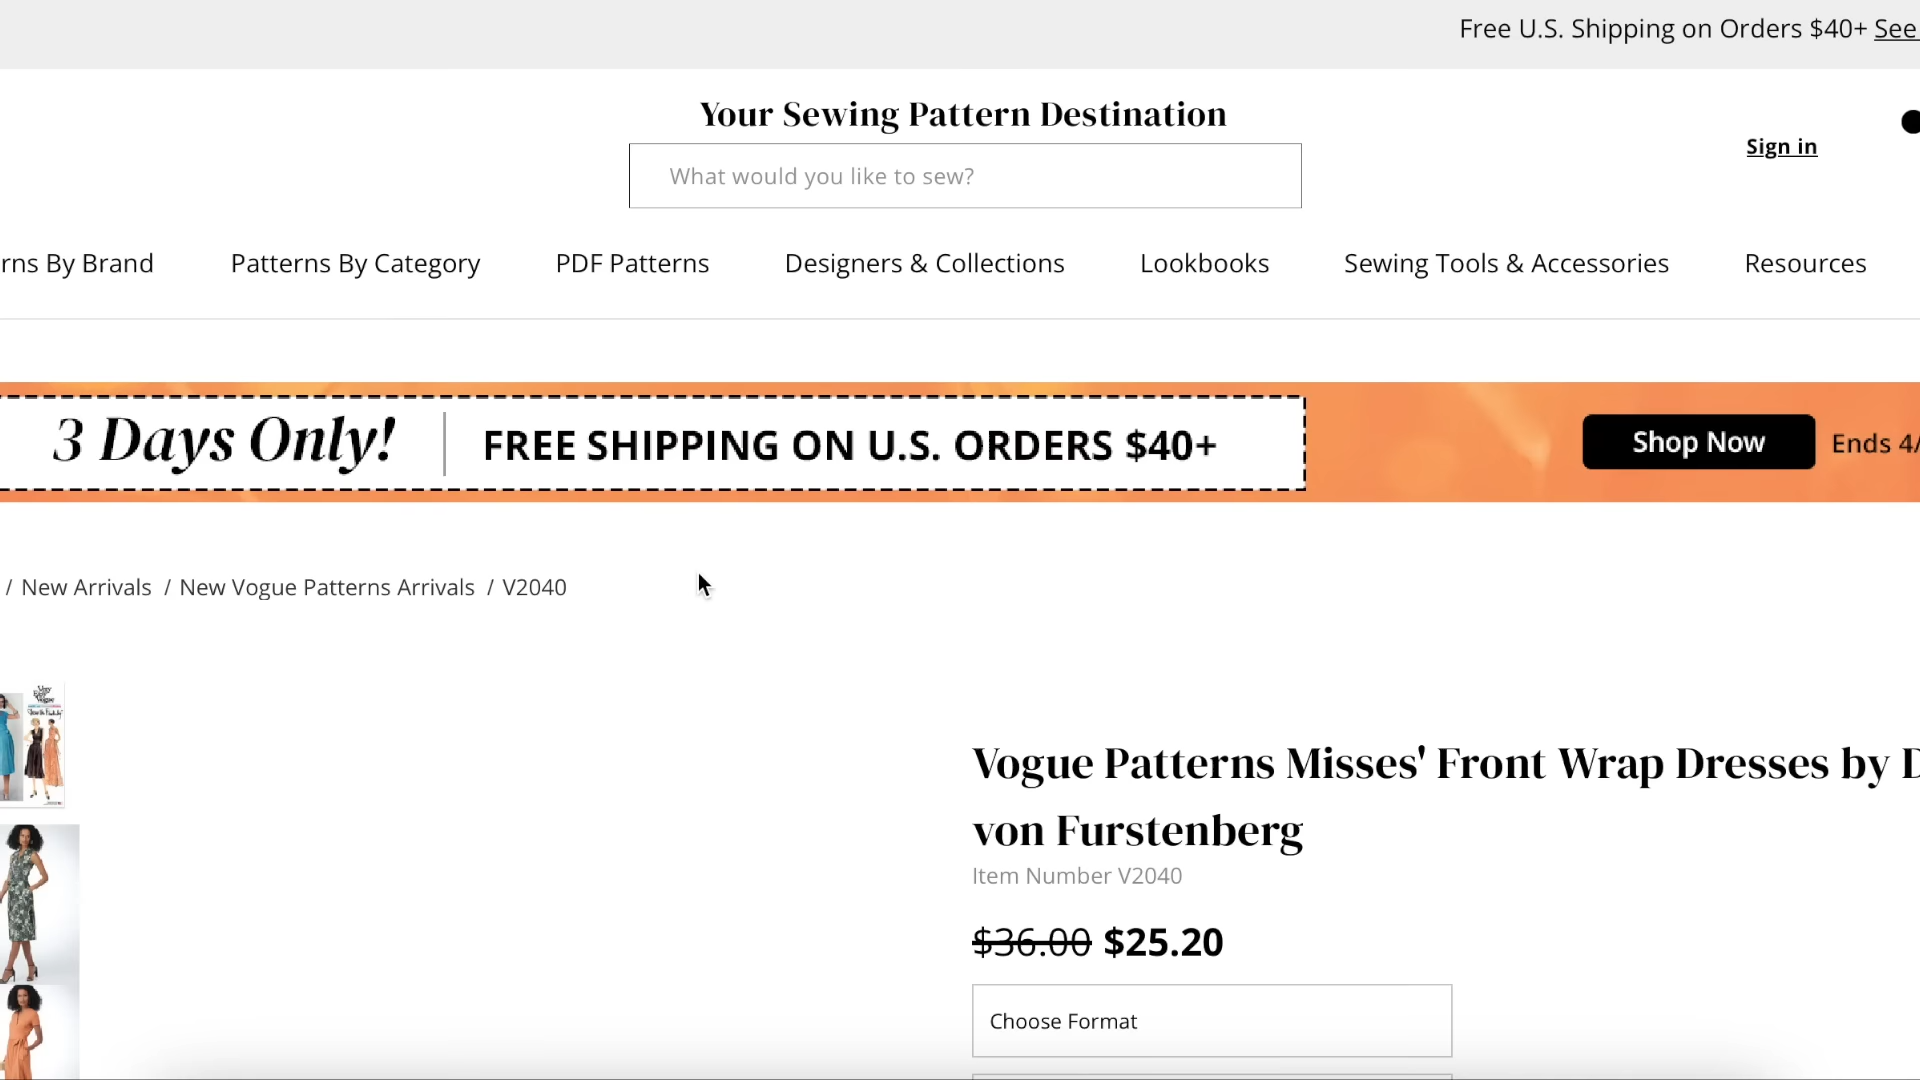 Free U.S. Shipping on Orders $40+ See
Your Sewing Pattern Destination
What would you like to sew?
Sign in
rns By Brand
Patterns By Category
PDF Patterns
Designers & Collections
Lookbooks
Sewing Tools & Accessories
Resources
3 Days Only!
FREE SHIPPING ON U.S. ORDERS $40+
Shop Now
Ends 4/
/ New Arrivals / New Vogue Patterns Arrivals / V2040
Vogue Patterns Misses' Front Wrap Dresses by D
von Furstenberg
Item Number V2040
$36.00 $25.20
Choose Format